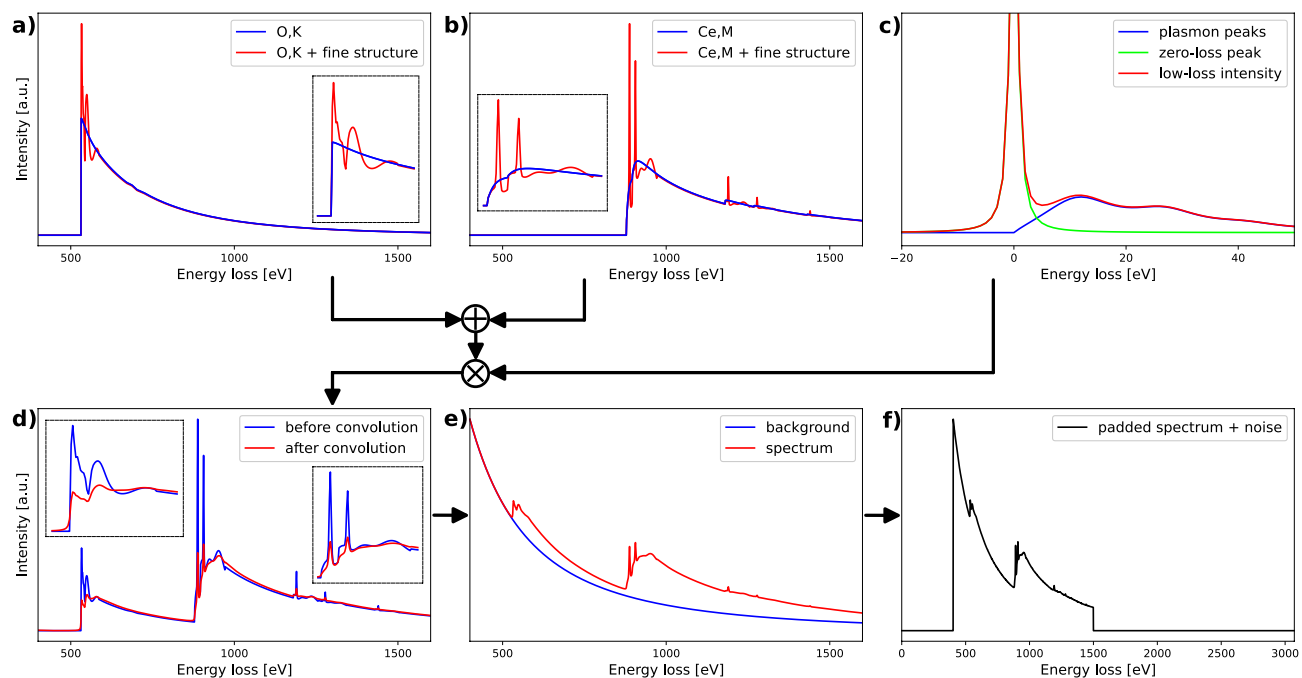 a)
O,K
O,K + fine structure
Intensity [a.u.]
500
1000
1500
Energy loss [eV]
b)
Ce,M
Ce,M + fine structure
500
1000
1500
Energy loss [eV]
c)
plasmon peaks
zero-loss peak
low-loss intensity
−20
0
20
40
Energy loss [eV]
d)
before convolution
after convolution
Intensity [a.u.]
500
1000
1500
Energy loss [eV]
e)
background
spectrum
500
1000
1500
Energy loss [eV]
f)
padded spectrum + noise
0
500
1000
1500
2000
2500
3000
Energy loss [eV]